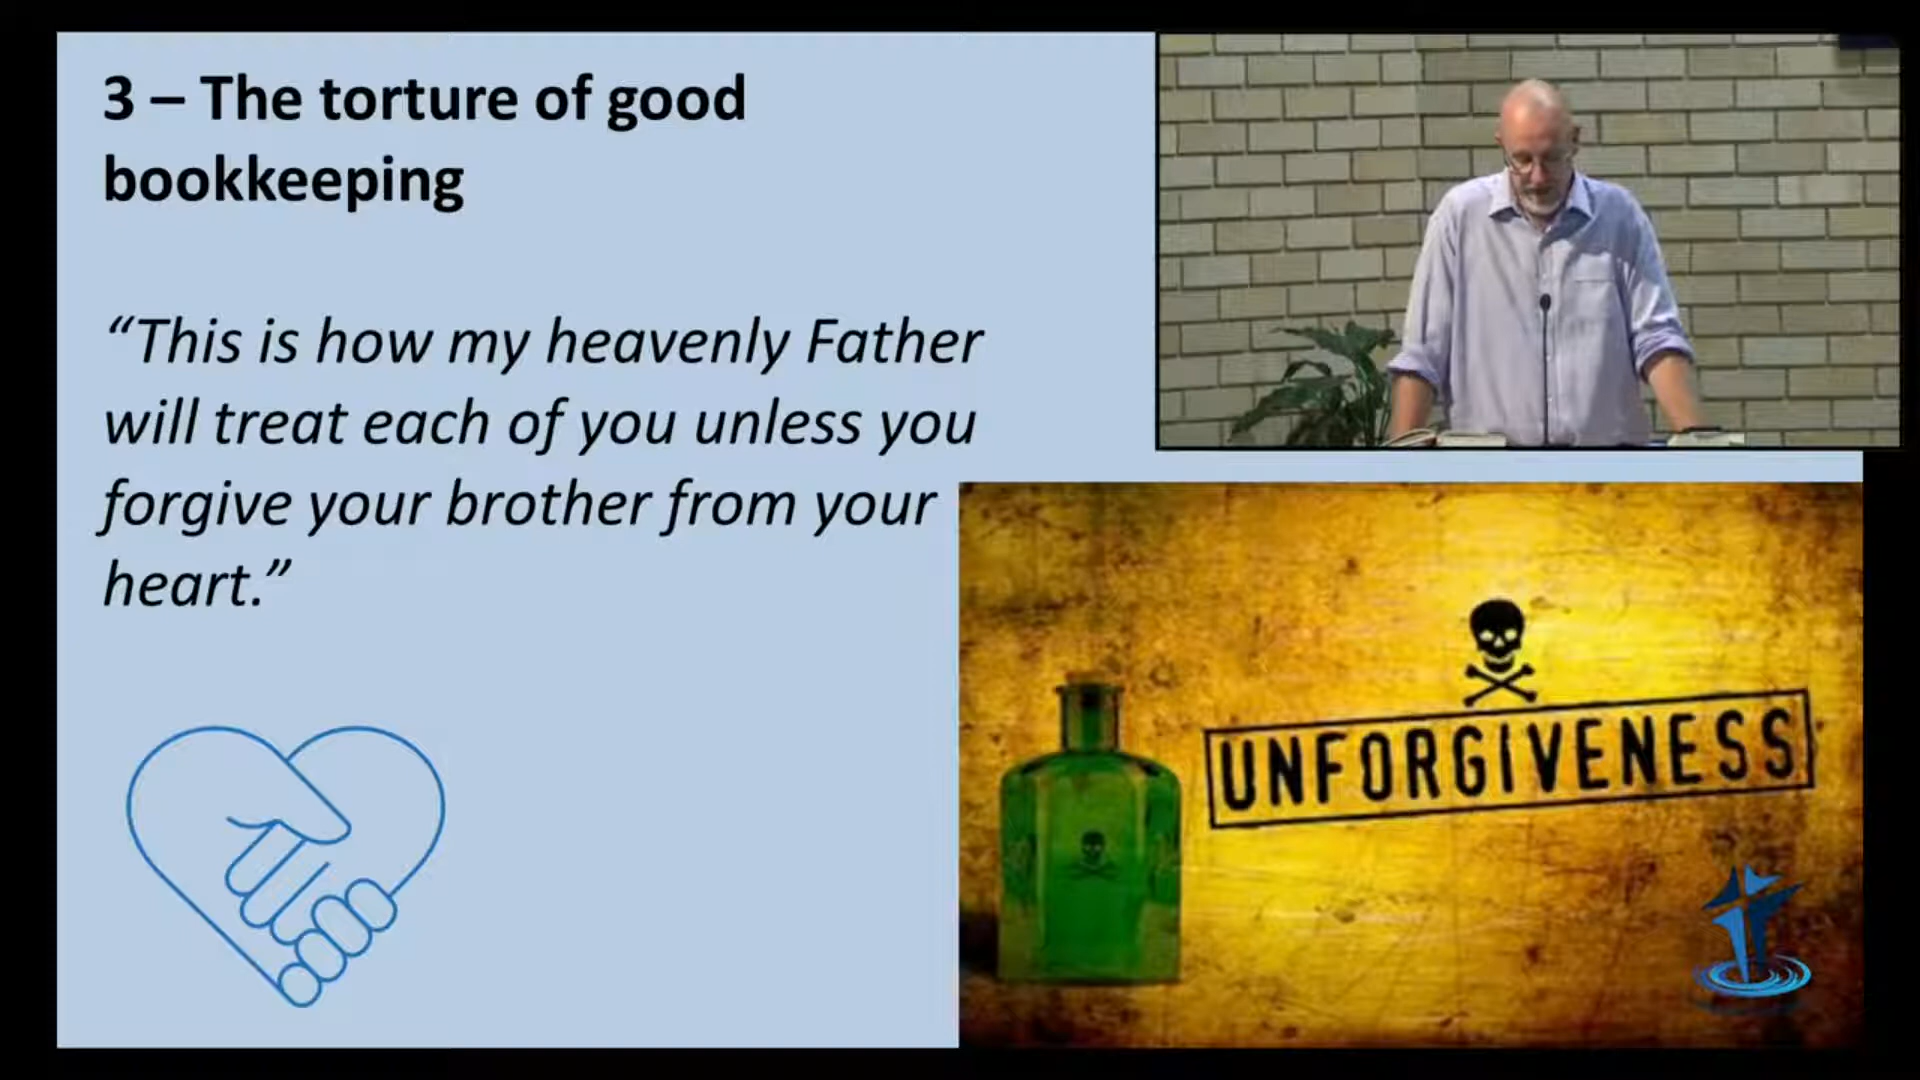 3 – The torture of good
bookkeeping
“This is how my heavenly Father
will treat each of you unless you
forgive your brother from your
heart.”
UNFORGIVENESS